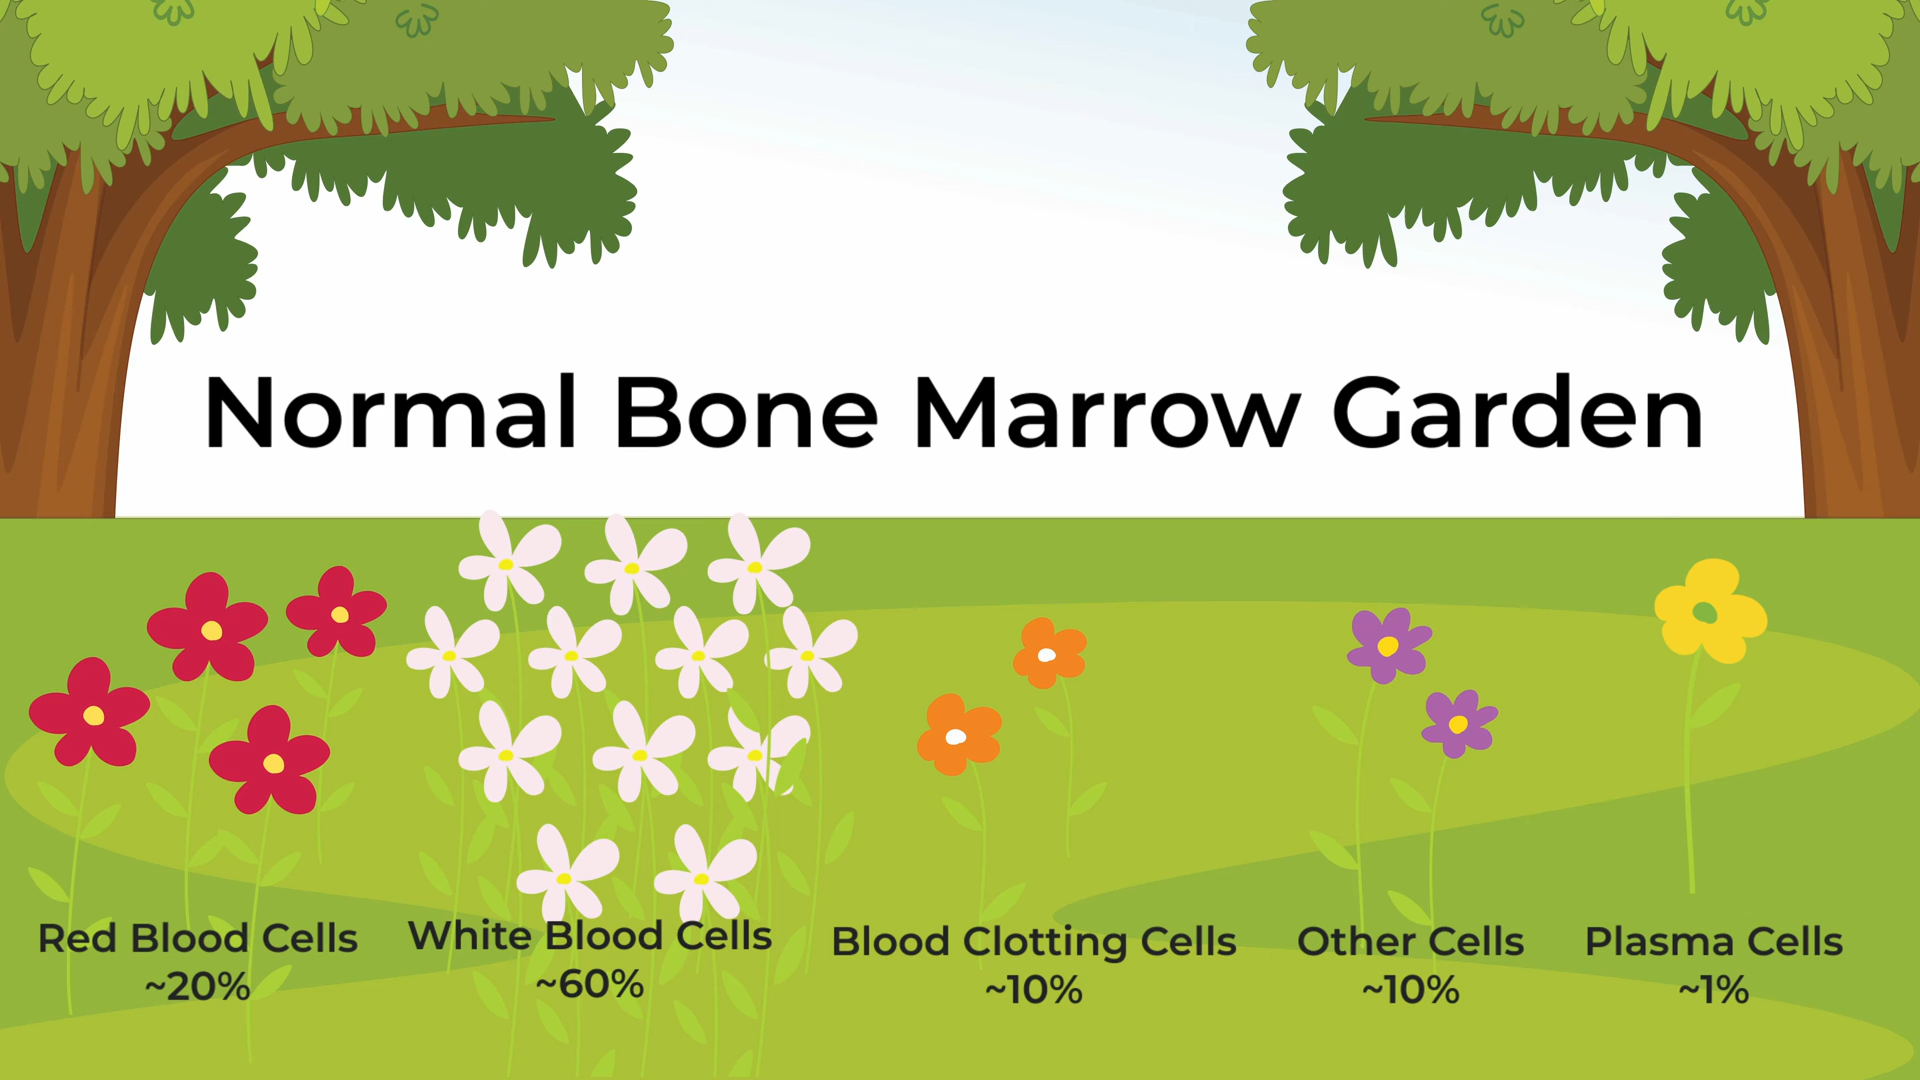 Normal Bone Marrow Garden
Red Blood Cells
~20%
White Blood Cells
~60%
Blood Clotting Cells
~10%
Other Cells
~10%
Plasma Cells
~1%